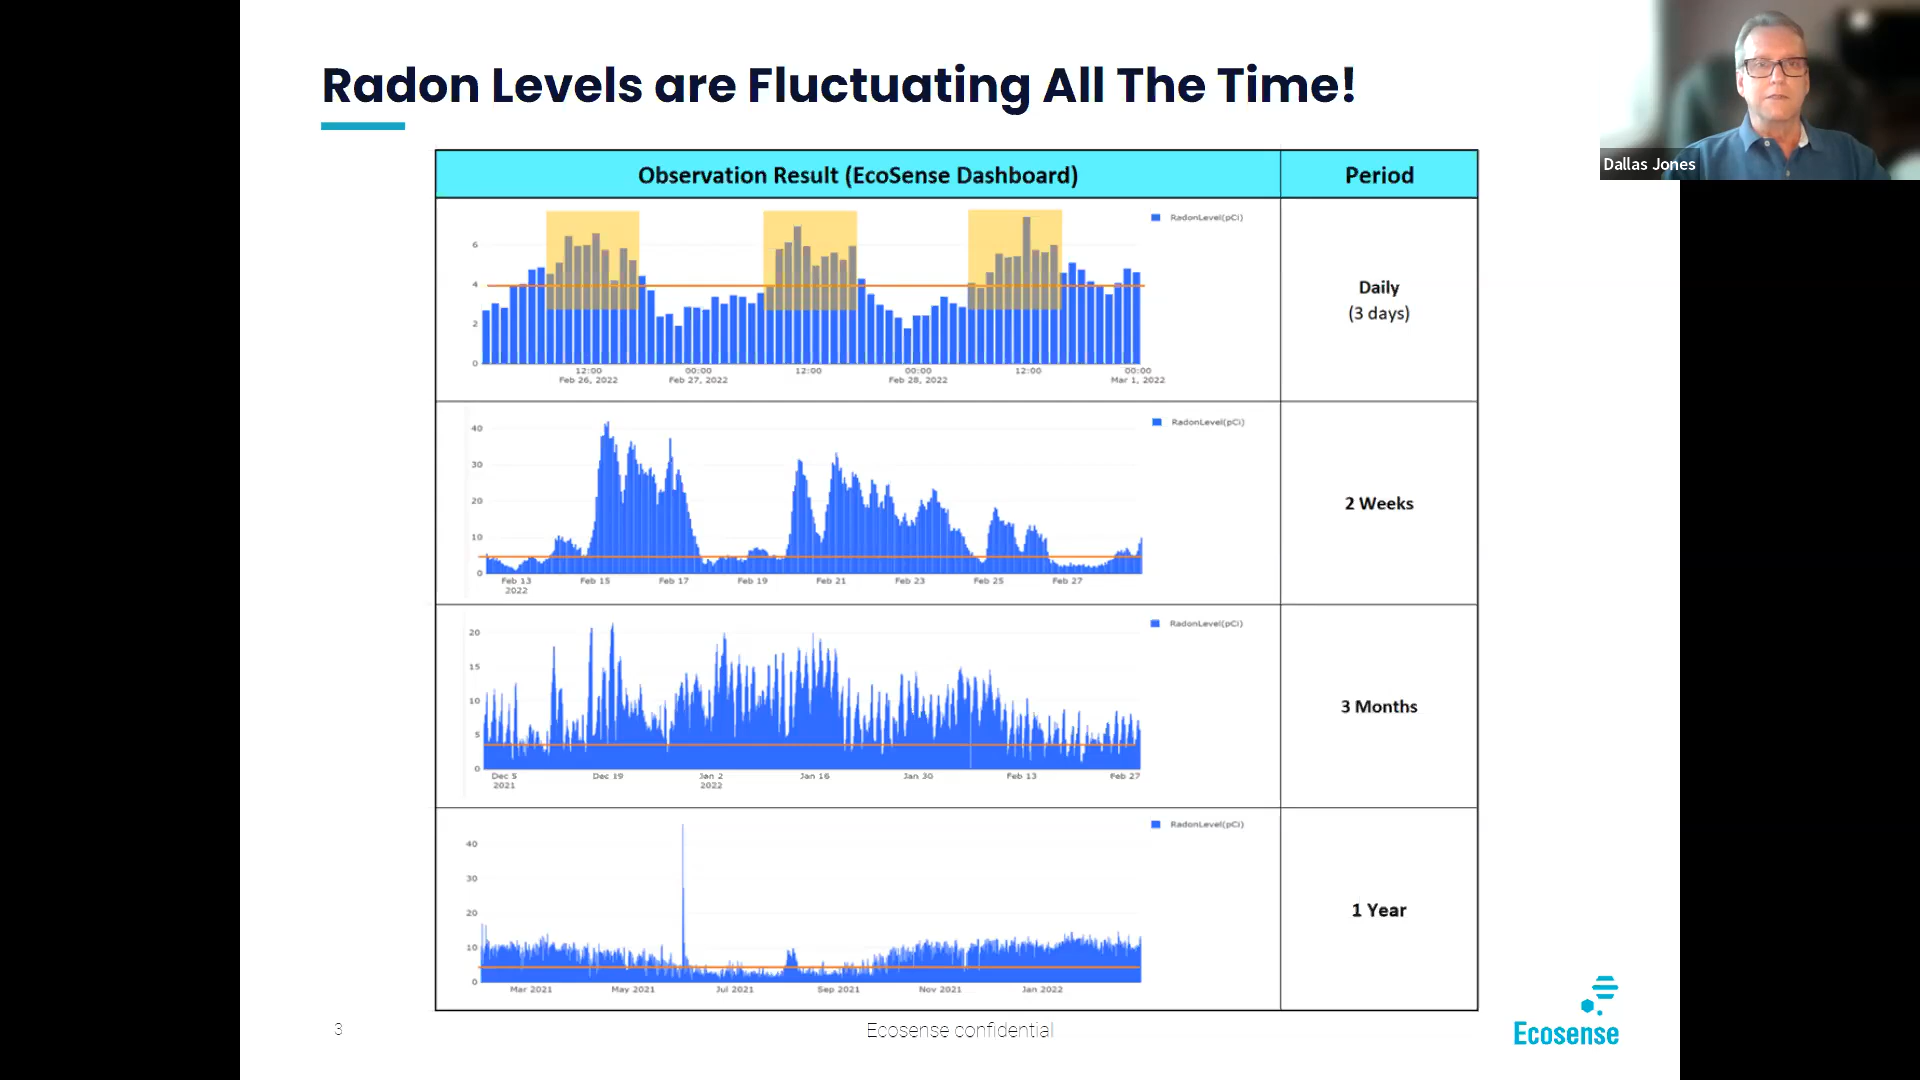 Radon Levels are Fluctuating All The Time!
Dallas Jones
Observation Result (EcoSense Dashboard)
Period
RadonLevel(pCi)
6
4
2
0
12:00
Feb 26, 2022
00:00
Feb 27, 2022
12:00
00:00
Feb 28, 2022
12:00
00:00
Mar 1, 2022
Daily
(3 days)
RadonLevel(pCi)
40
30
20
10
0
Feb 13
2022
Feb 15
Feb 17
Feb 19
Feb 21
Feb 23
Feb 25
Feb 27
2 Weeks
RadonLevel(pCi)
20
15
10
5
0
Dec 5
2021
Dec 19
Jan 2
2022
Jan 16
Jan 30
Feb 13
Feb 27
3 Months
RadonLevel(pCi)
40
30
20
10
0
Mar 2021
May 2021
Jul 2021
Sep 2021
Nov 2021
Jan 2022
1 Year
3
Ecosense confidential
Ecosense